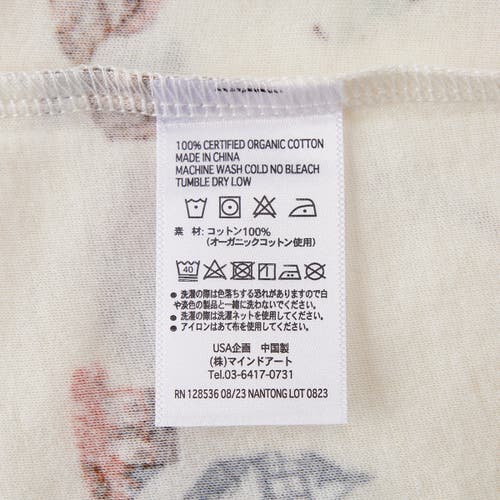 100% CERTIFIED ORGANIC COTTON
MADE IN CHINA
MACHINE WASH COLD NO BLEACH
TUMBLE DRY LOW
素 材: コットン100%
(オーガニックコットン使用)
40
● 洗濯の際は色落ちする恐れがありますので白
や淡色の製品と一緒に洗わないでください。
● 洗濯の際は洗濯ネットを使用してください。
● アイロンはあて布を使用してください。
USA企画 中国製
(株)マインドアート
Tel.03-6417-0731
RN 128536 08/23 NANTONG LOT 0823